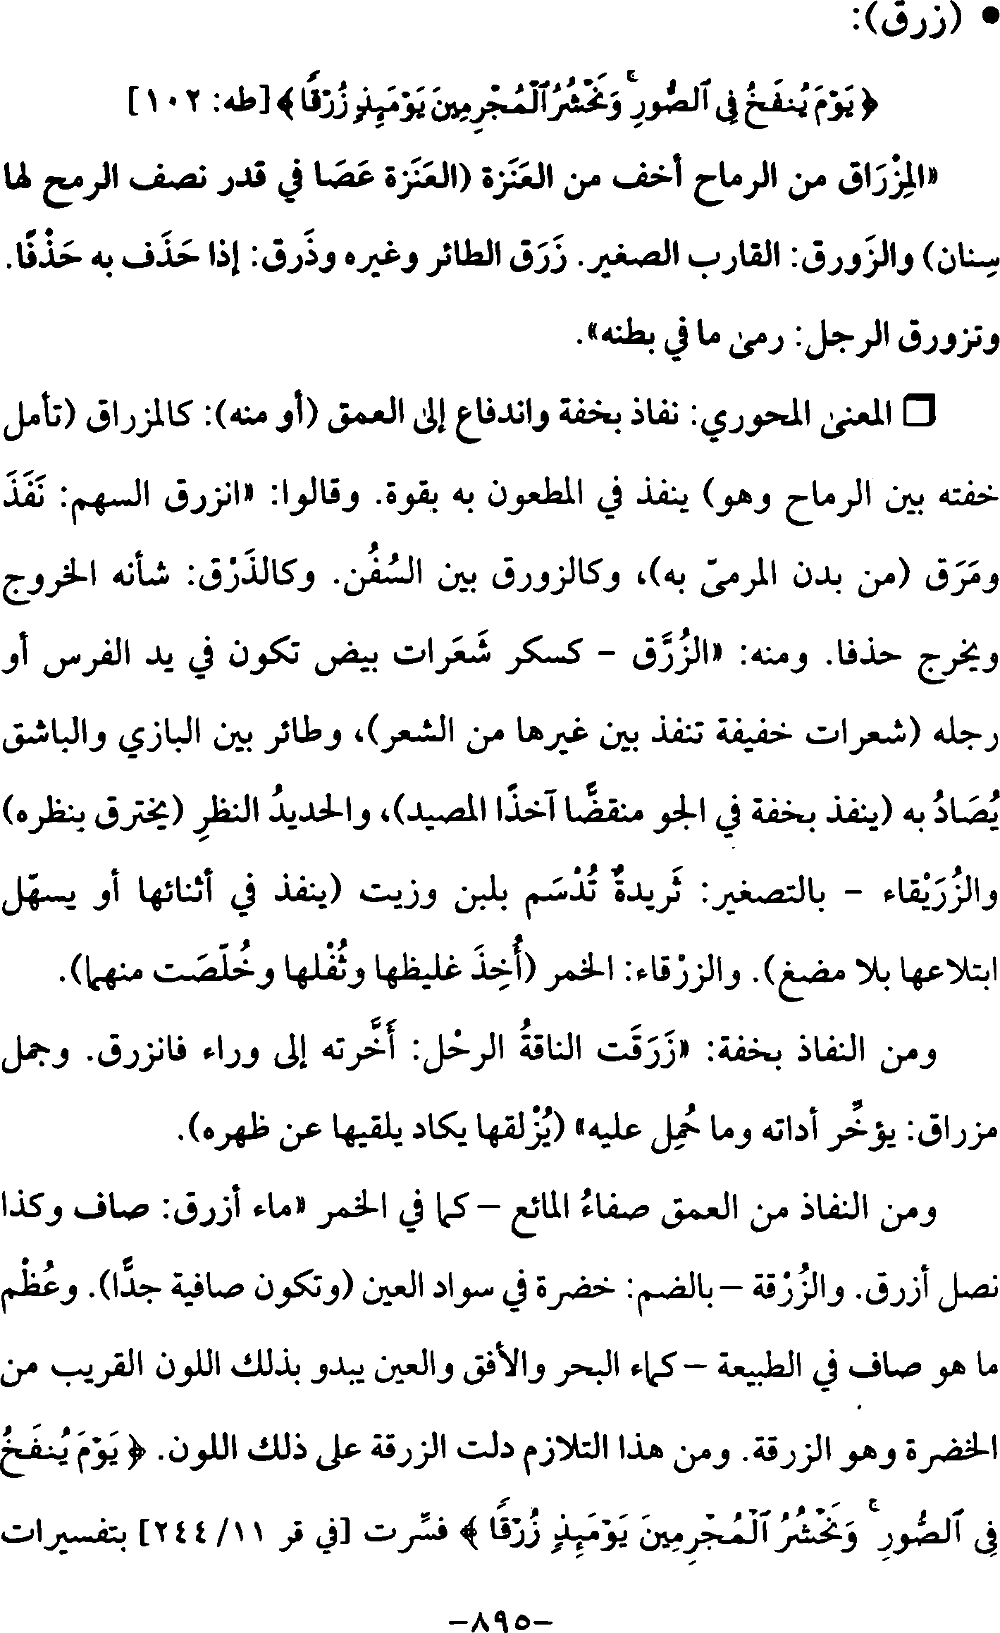 • (زرق):
﴿ يَوْمَ يُنفَخُ فِى ٱلصُّورِ ۚ وَنَحْشُرُ ٱلْمُجْرِمِينَ يَوْمَئِذٍ زُرْقًا ﴾ [طه: ١٠٢]
«المِزْرَاق من الرماح أخف من العَنَزة (العَنَزة عَصَا في قدر نصف الرمح لها
سِنان) والزَورق: القارب الصغير. زَرَق الطائر وغيره وذَرق: إذا حَذَف به حَذْفًا.
وتزورق الرجل: رمىٰ ما في بطنه».
❒ المعنىٰ المحوري: نفاذ بخفة واندفاع إلىٰ العمق (أو منه): كالمزراق (تأمل
خفته بين الرماح وهو) ينفذ في المطعون به بقوة. وقالوا: «انزرق السهم: نَفَذَ
ومَرَق (من بدن المرميّ به)، وكالزورق بين السُفُن. وكالذَرْق: شأنه الخروج
ويخرج حذفا. ومنه: «الزُرَّق – كسكر شَعَرات بيض تكون في يد الفرس أو
رجله (شعرات خفيفة تنفذ بين غيرها من الشعر)، وطائر بين البازي والباشق
يُصَادُ به (ينفذ بخفة في الجو منقضًّا آخذًا المصيد)، والحديدُ النظرِ (يخترق بنظره)
والزُرَيْقاء – بالتصغير: ثَريدةٌ تُدْسَم بلبن وزيت (ينفذ في أثنائها أو يسهّل
ابتلاعها بلا مضغ). والزرْقاء: الخمر (أُخِذَ غليظها وثُفْلها وخُلّصَت منهما).
ومن النفاذ بخفة: «زَرَقَت الناقةُ الرحْل: أَخَّرته إلى وراء فانزرق. وجمل
مزراق: يؤخِّر أداته وما حُمِل عليه» (يُزْلقها يكاد يلقيها عن ظهره).
ومن النفاذ من العمق صفاءُ المائع – كما في الخمر «ماء أزرق: صاف وكذا
نصل أزرق. والزُرْقة – بالضم: خضرة في سواد العين (وتكون صافية جدًّا). وعُظْم
ما هو صاف في الطبيعة – كماء البحر والأفق والعين يبدو بذلك اللون القريب من
الخضرة وهو الزرقة. ومن هذا التلازم دلت الزرقة على ذلك اللون. ﴿ يَوْمَ يُنفَخُ
فِى ٱلصُّورِ ۚ وَنَحْشُرُ ٱلْمُجْرِمِينَ يَوْمَئِذٍ زُرْقًا ﴾ فسِّرت [في قر ١١/ ٢٤٤] بتفسيرات
–٨٩٥–